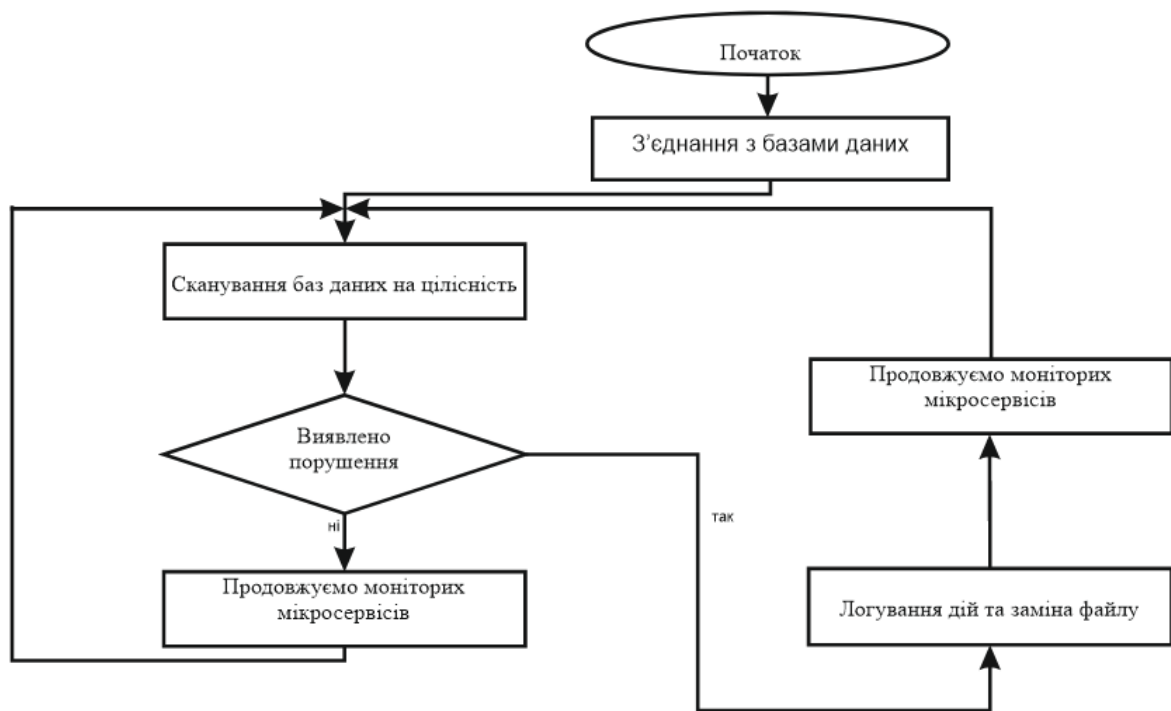 Початок
З’єднання з базами даних
Сканування баз даних на цілісність
Виявлено
порушення
ні
Продовжуємо моніторих
мікросервісів
так
Продовжуємо моніторих
мікросервісів
Логування дій та заміна файлу